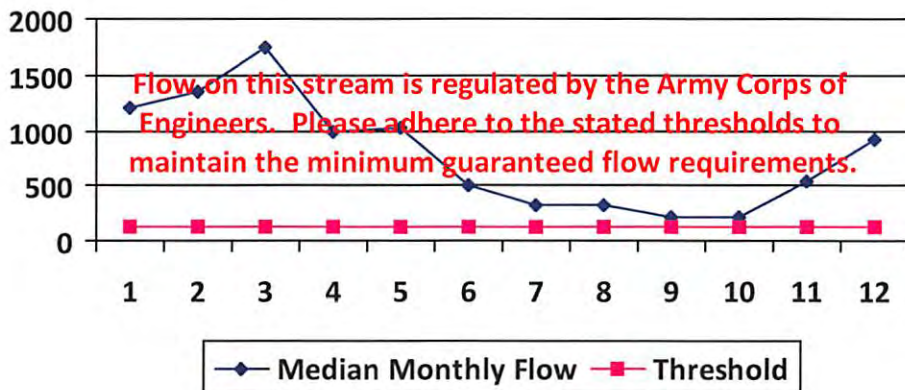 2000
1500
1000
500
0
Flow on this stream is regulated by the Army Corps of
Engineers. Please adhere to the stated thresholds to
maintain the minimum guaranteed flow requirements.
1 2 3 4 5 6 7 8 9 10 11 12
Median Monthly Flow Threshold